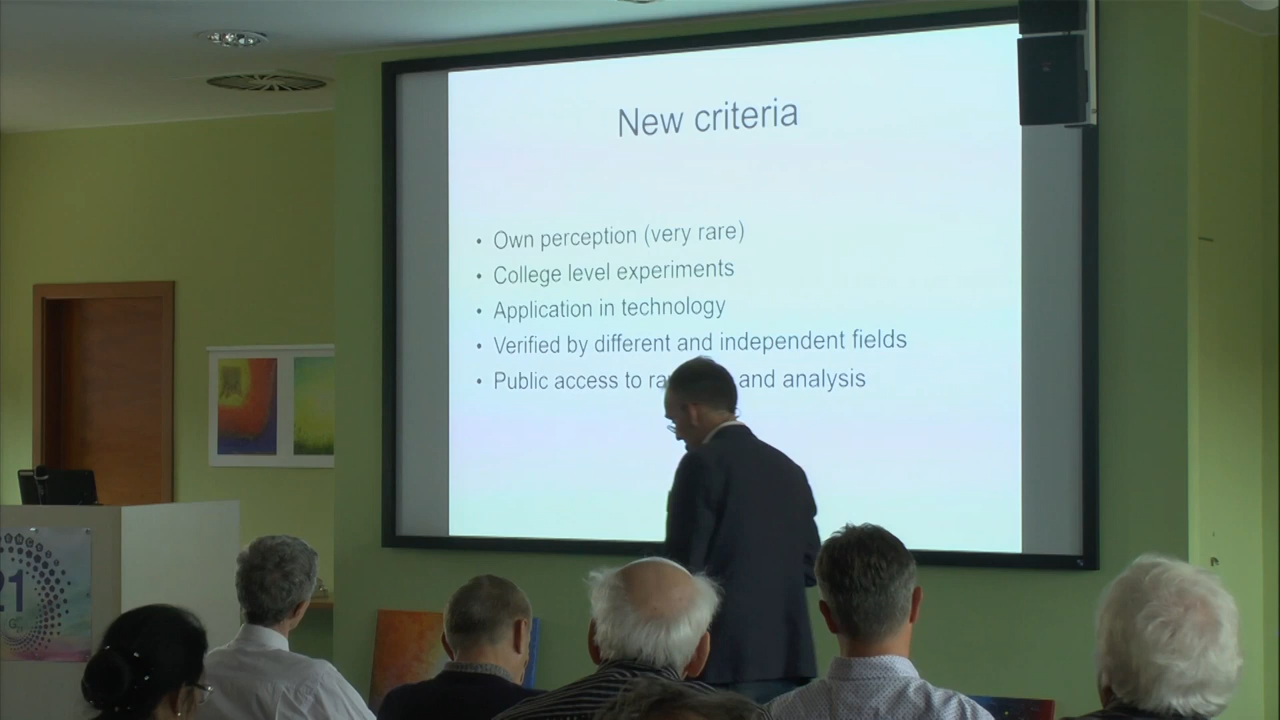 New criteria
• Own perception (very rare)
• College level experiments
• Application in technology
• Verified by different and independent fields
• Public access to and analysis
21